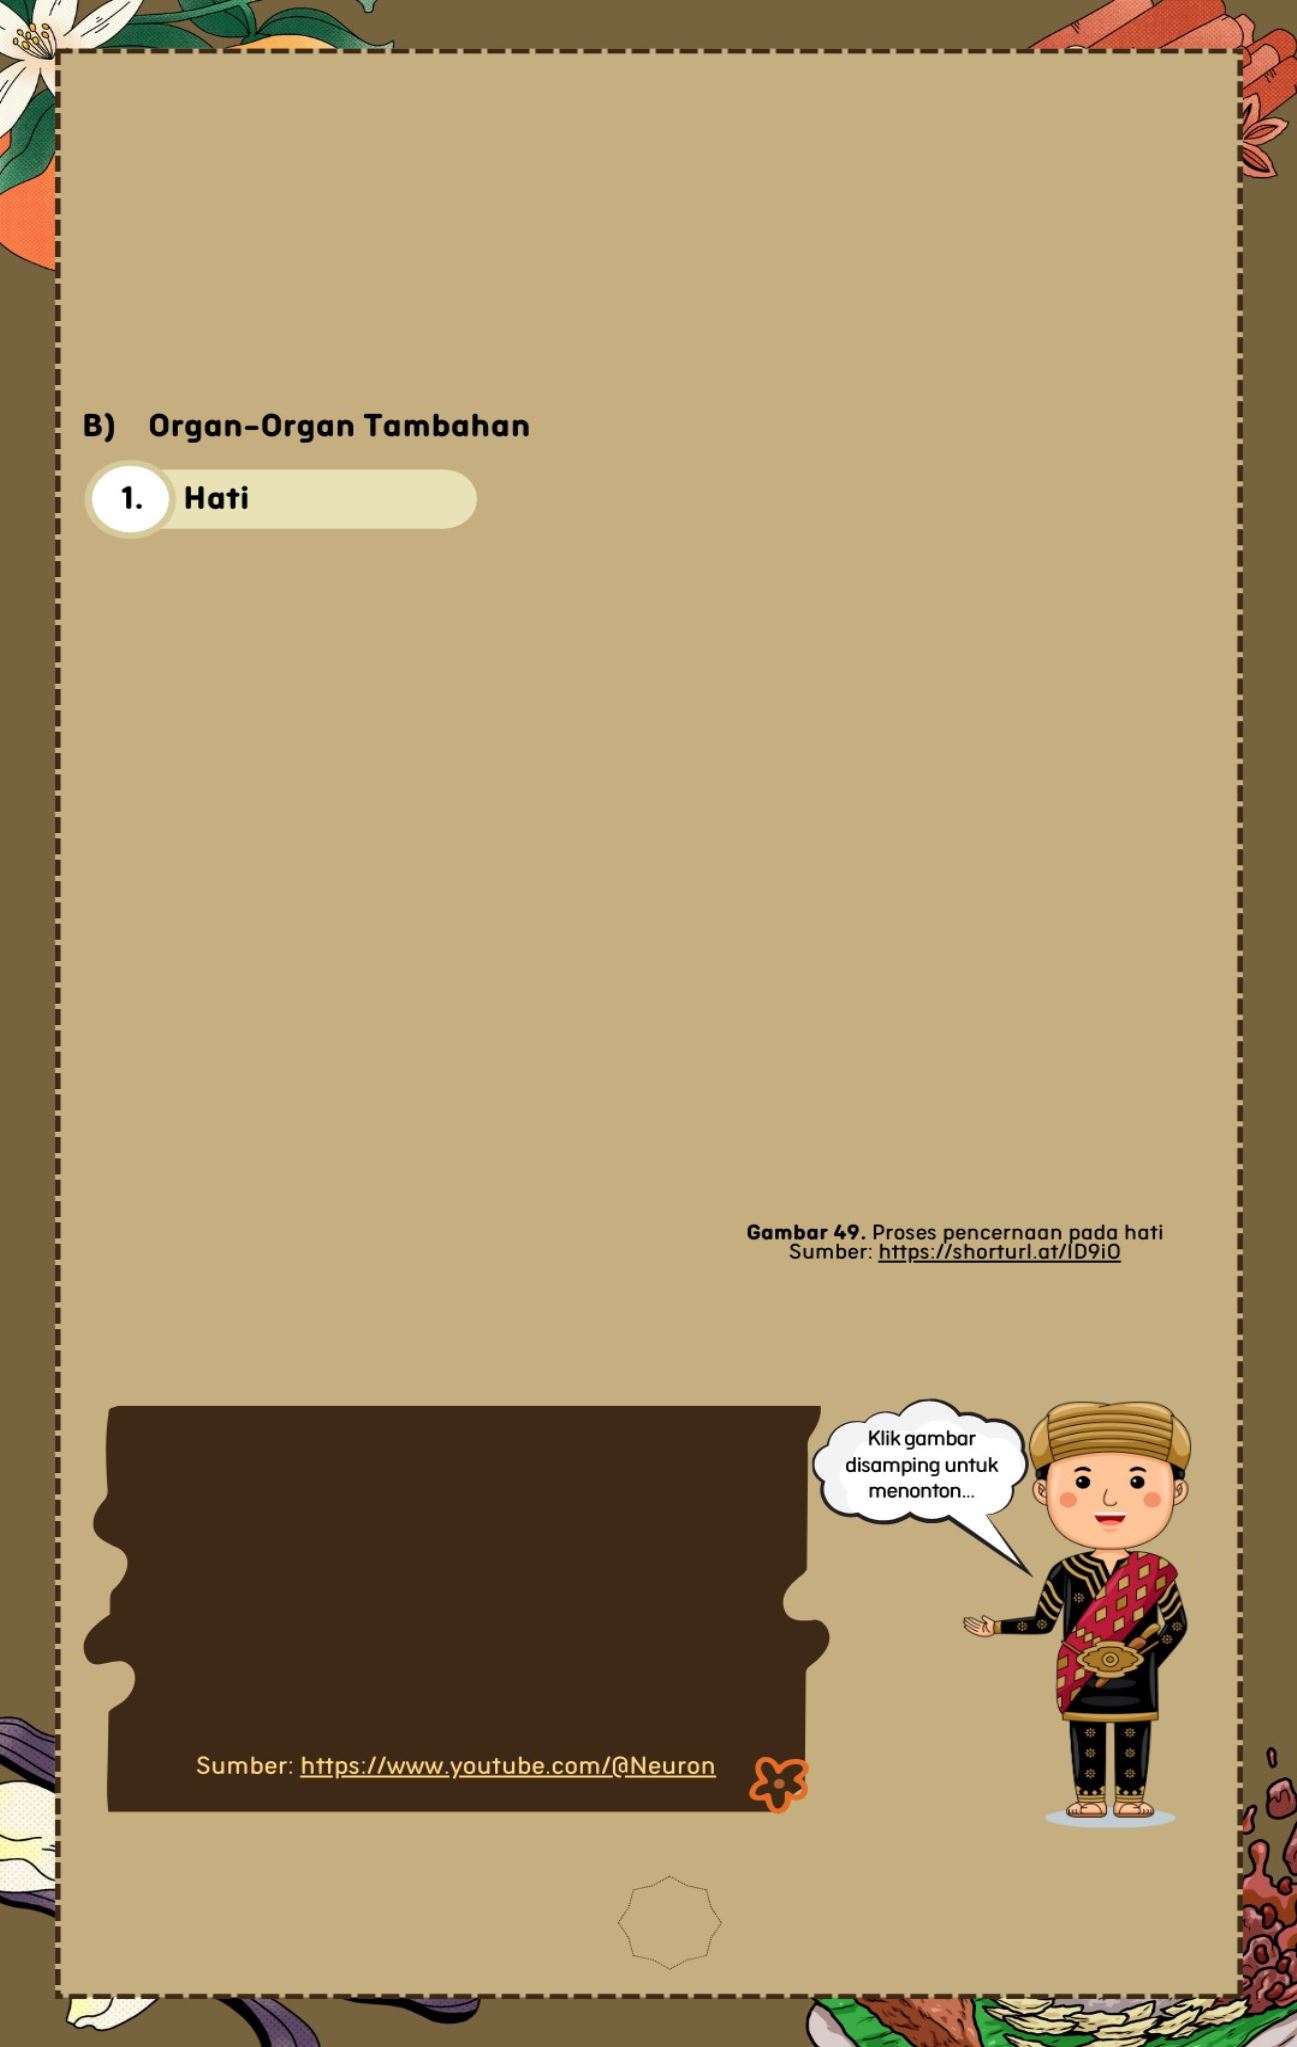 B) Organ-Organ Tambahan
1. Hati
Gambar 49. Proses pencernaan pada hati
Sumber: https://shorturl.at/lD9iO
Klik gambar
disamping untuk
menonton...
Sumber: https://www.youtube.com/@Neuron